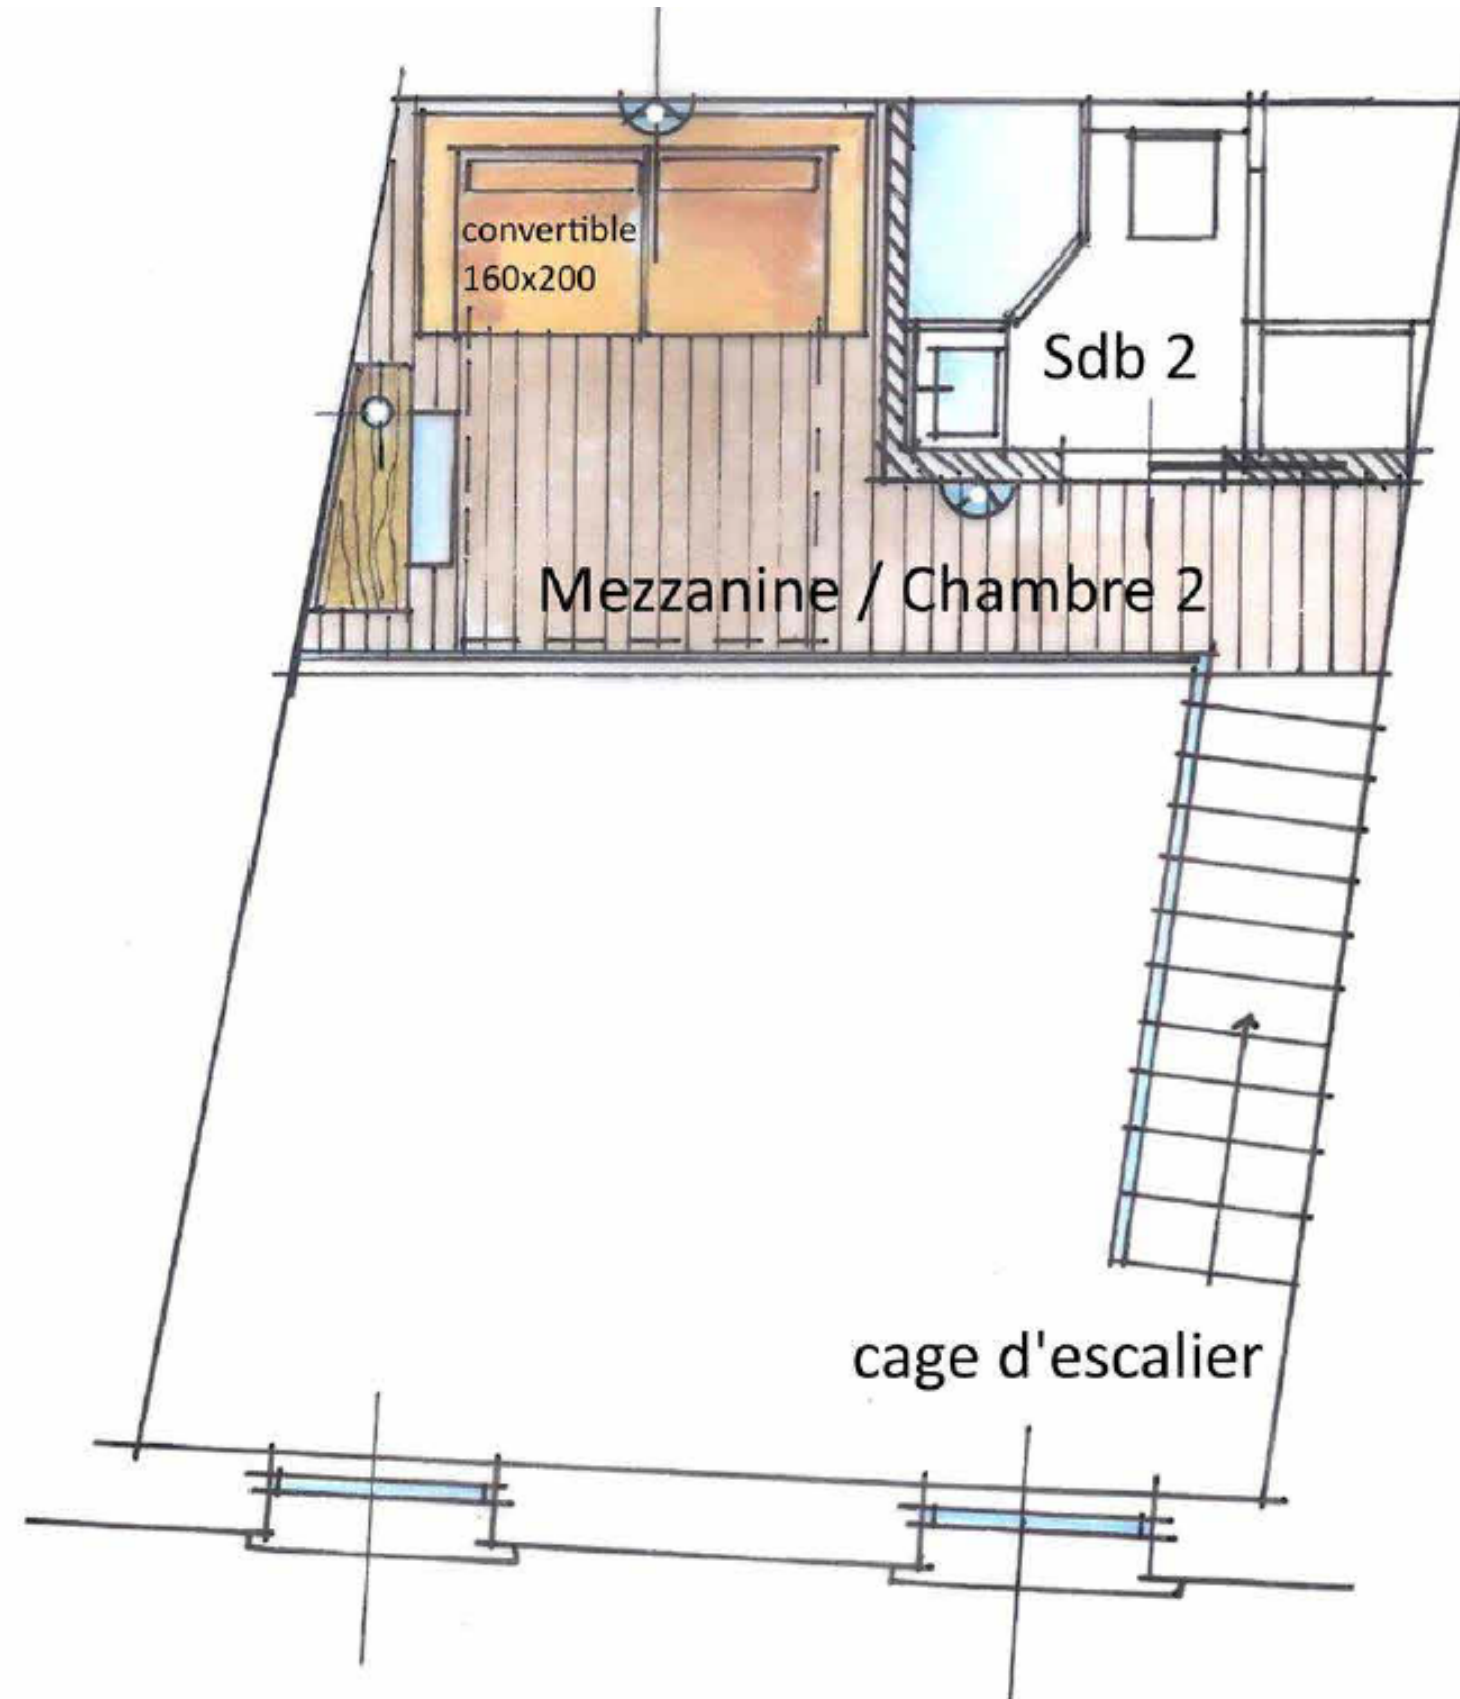 convertible
160x200
Sdb 2
Mezzanine / Chambre 2
cage d'escalier